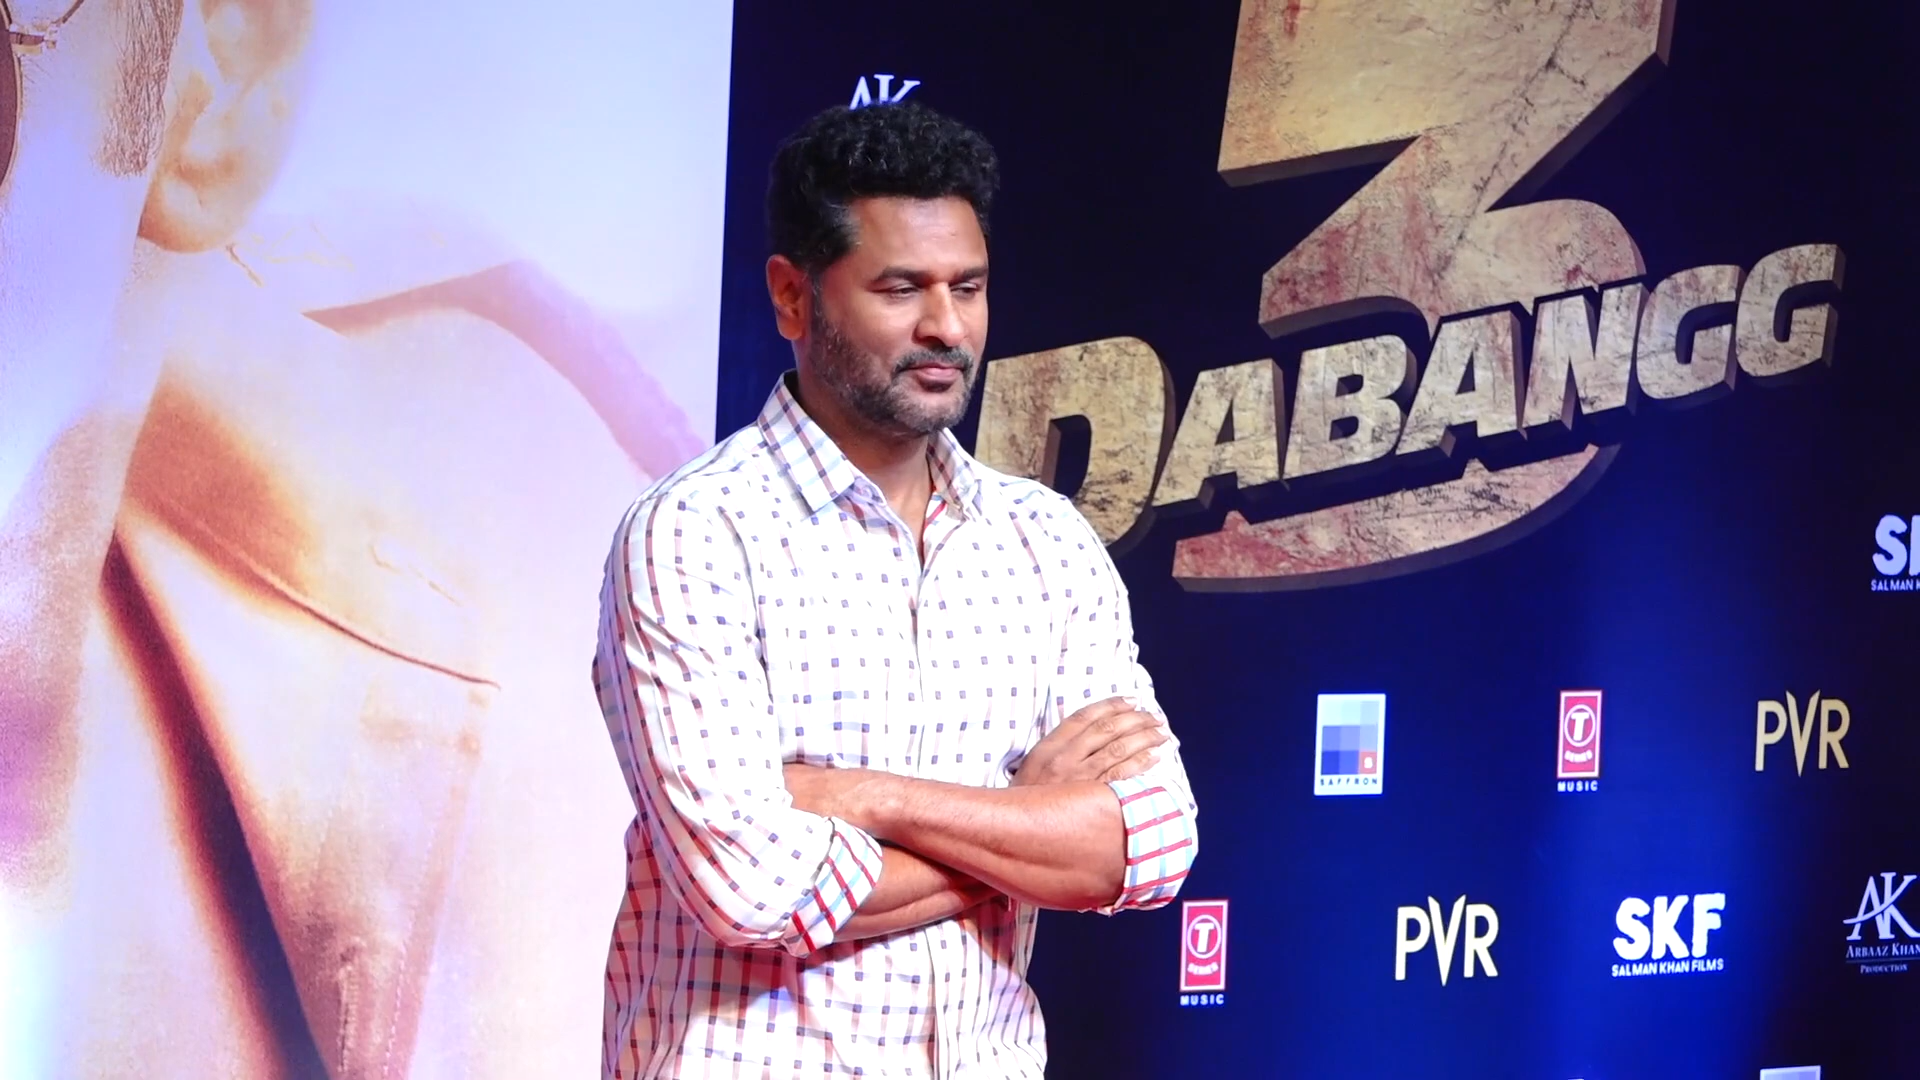 AK
3
DABANGG
SAFFRON
T
SERIES
MUSIC
PVR
T
SERIES
MUSIC
PVR
SKF
SALMAN KHAN FILMS
AK
ARBAAZ KHAN
PRODUCTION
SALMAN